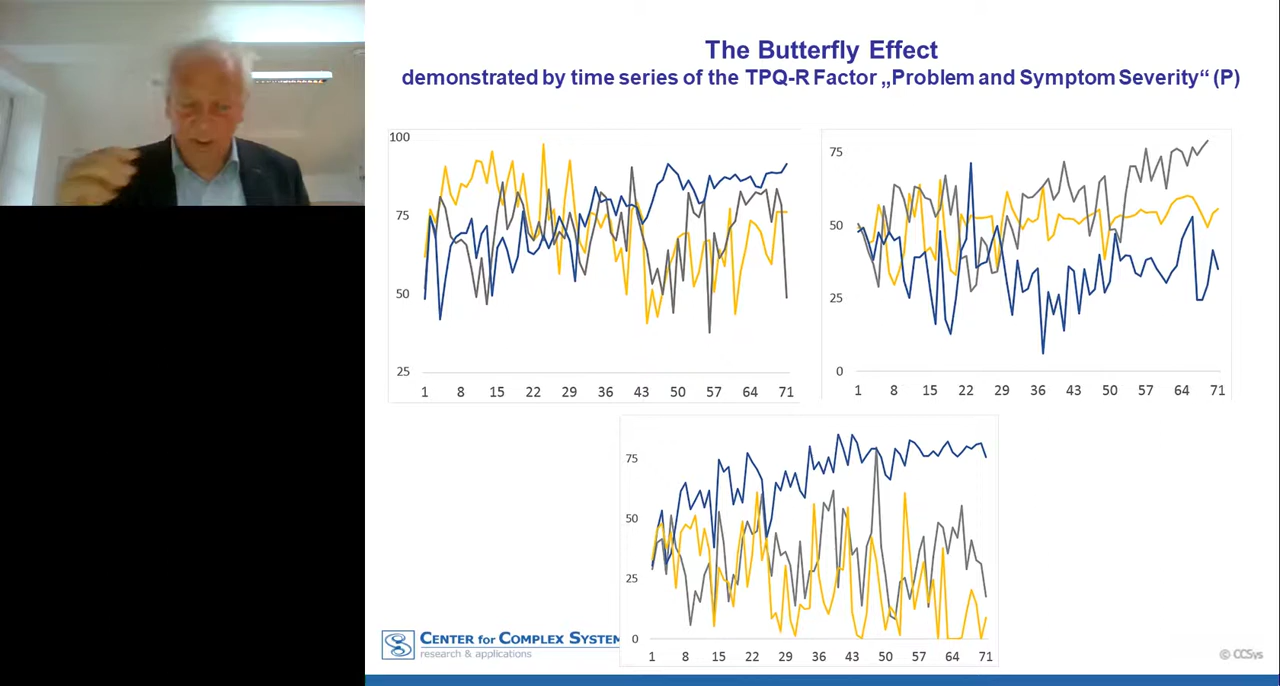 The Butterfly Effect
demonstrated by time series of the TPQ-R Factor „Problem and Symptom Severity“ (P)
100
75
50
25
1 8 15 22 29 36 43 50 57 64 71
75
50
25
0
1 8 15 22 29 36 43 50 57 64 71
75
50
25
0
1 8 15 22 29 36 43 50 57 64 71
CENTER for COMPLEX SYSTEM
research & applications
© CCSys